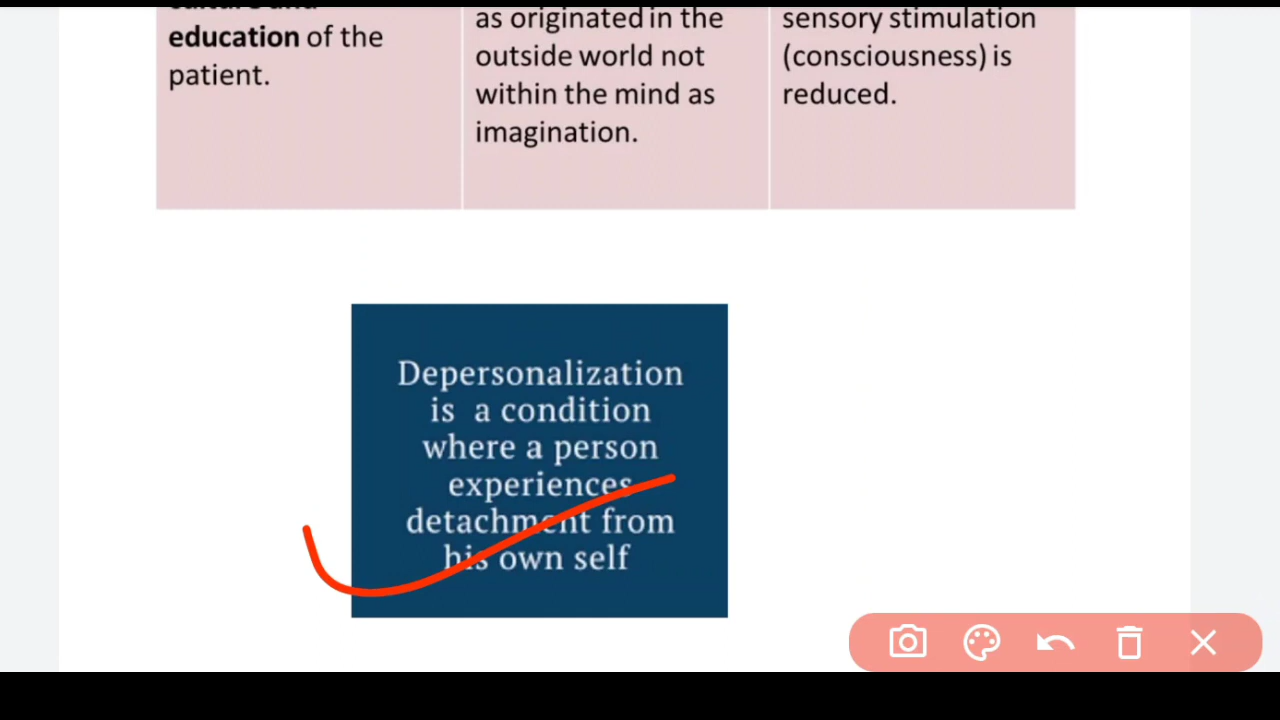 education of the
patient.
as originated in the
outside world not
within the mind as
imagination.
sensory stimulation
(consciousness) is
reduced.
Depersonalization
is a condition
where a person
experiences
detachment from
his own self